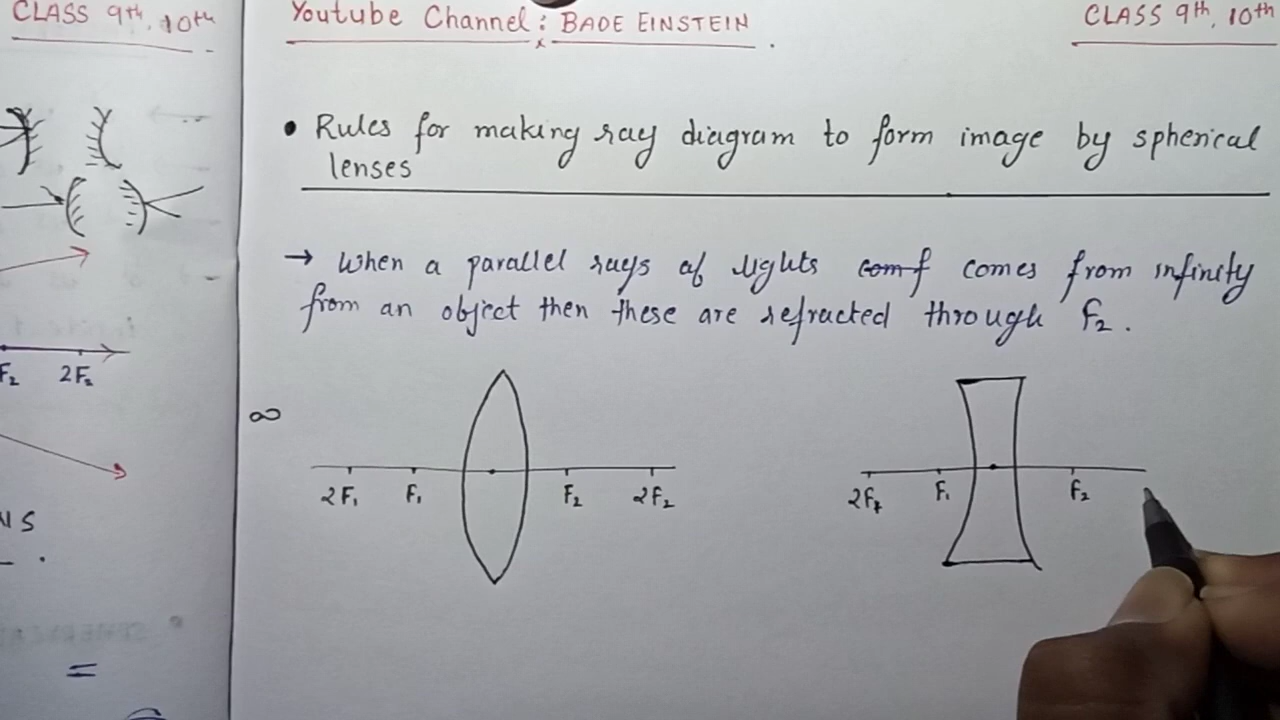 CLASS 9th, 10th
F2 2F2
NS
=
Youtube Channel: BADE EINSTEIN
CLASS 9th, 10th
• Rules for making ray diagram to form image by spherical
lenses
→ When a parallel rays of lights comf comes from infinity
from an object then these are refracted through F2.
∞
2F1 F1 F2 2F2
F1 F2